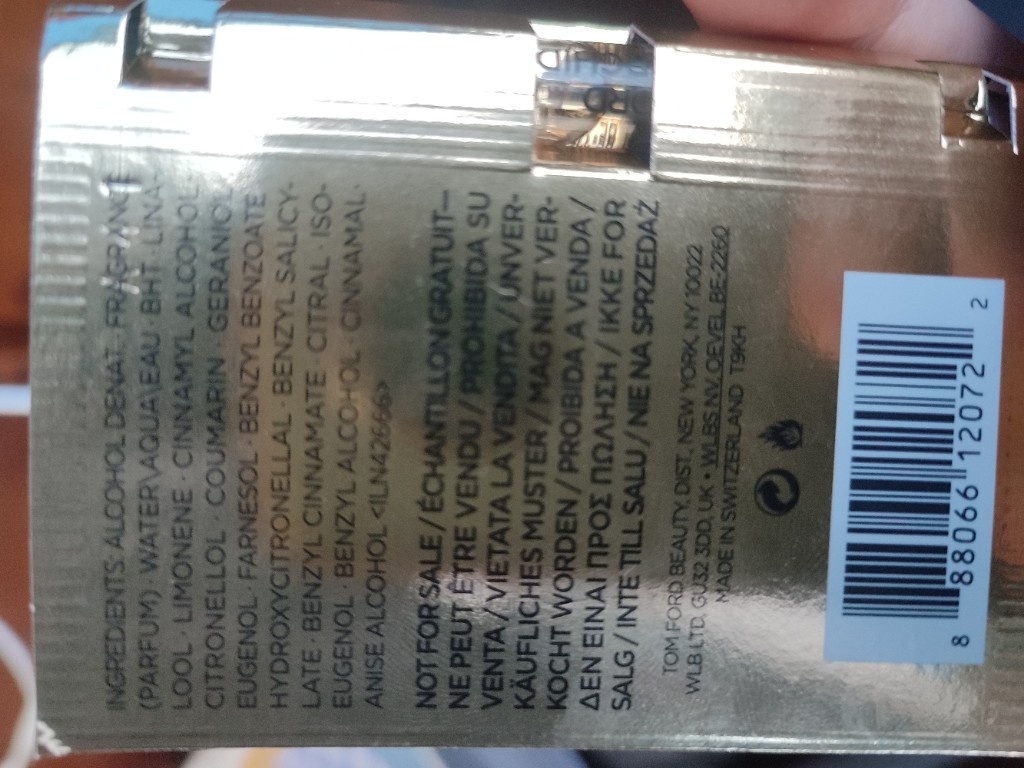 INGREDIENTS: ALCOHOL DENAT. · FRAGRANCE
(PARFUM) · WATER\AQUA\EAU · BHT · LINA-
LOOL · LIMONENE · CINNAMYL ALCOHOL ·
CITRONELLOL · COUMARIN · GERANIOL ·
EUGENOL · FARNESOL · BENZYL BENZOATE
HYDROXYCITRONELLAL · BENZYL SALICY-
LATE · BENZYL CINNAMATE · CITRAL · ISO-
EUGENOL · BENZYL ALCOHOL · CINNAMAL ·
ANISE ALCOHOL <ILN42666>
NOT FOR SALE / ÉCHANTILLON GRATUIT—
NE PEUT ÊTRE VENDU / PROHIBIDA SU
VENTA / VIETATA LA VENDITA / UNVER-
KÄUFLICHES MUSTER / MAG NIET VER-
KOCHT WORDEN / PROIBIDA A VENDA /
ΔΕΝ ΕΙΝΑΙ ΠΡΟΣ ΠΩΛΗΣΗ / IKKE FOR
SALG / INTE TILL SALU / NIE NA SPRZEDAŻ
TOM FORD BEAUTY, DIST., NEW YORK, NY 10022
WLB LTD, GU32 3DD, UK • WLBS NV, OEVEL BE-2260
MADE IN SWITZERLAND T9KH
8 88066 12072 2